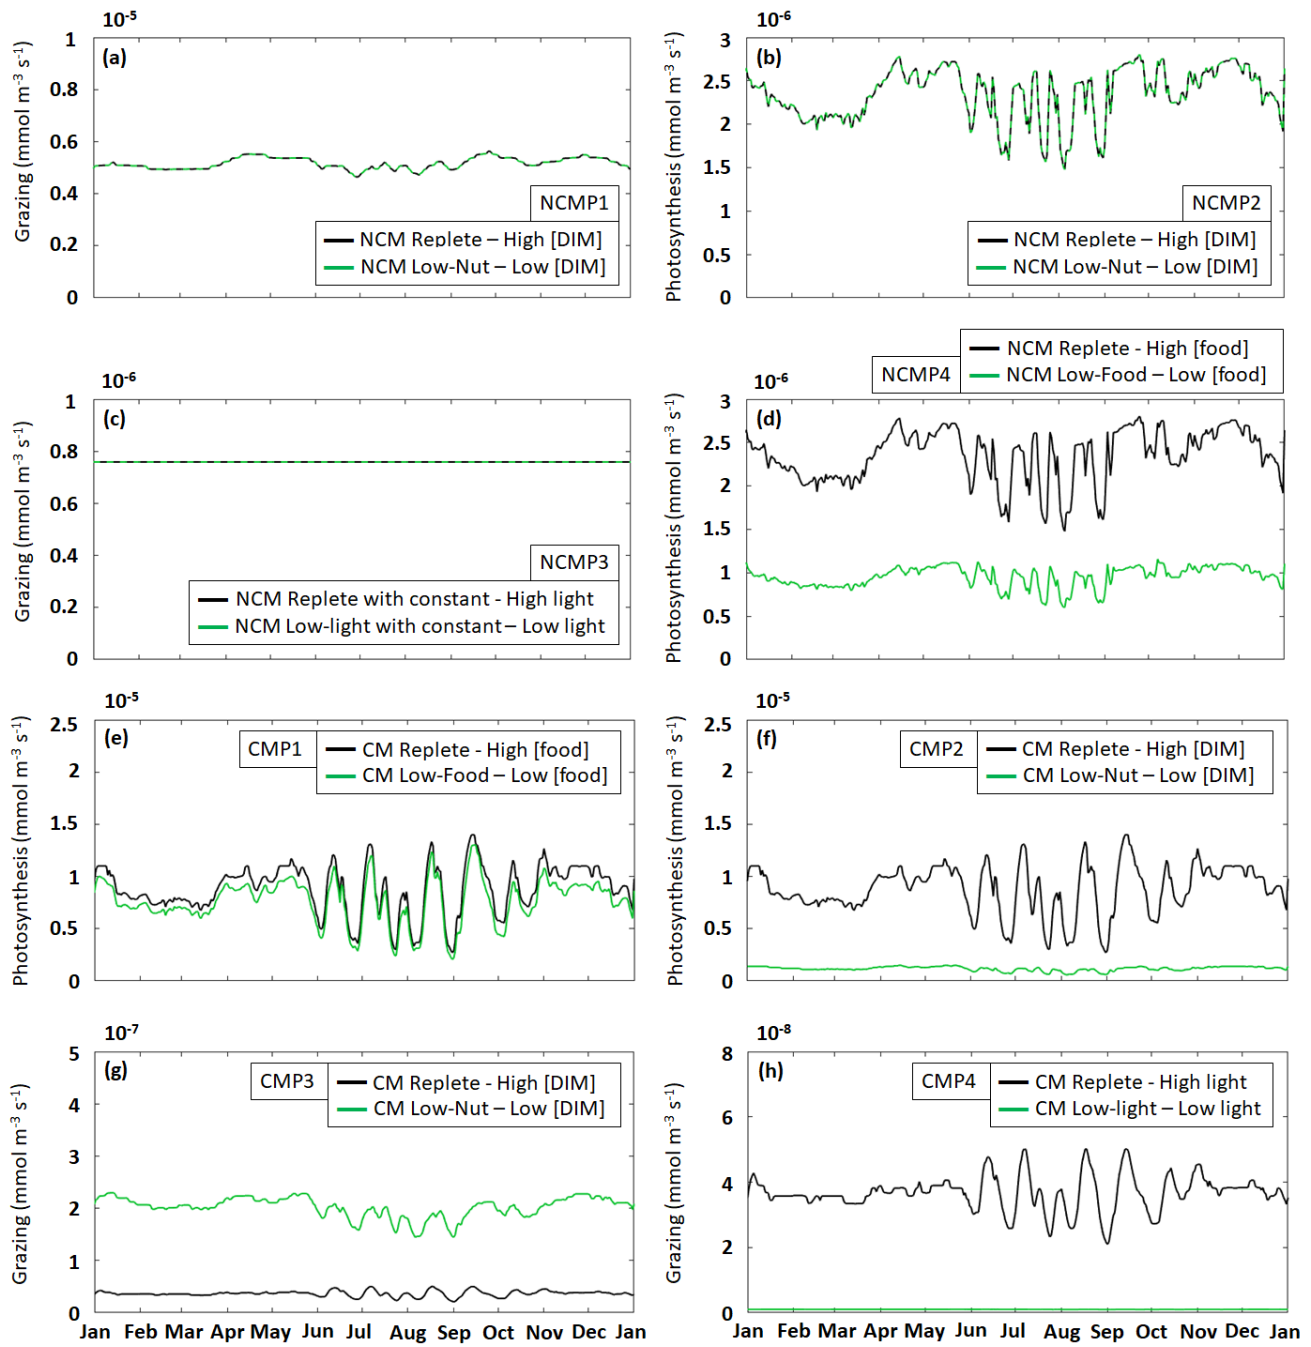 10-5
(a)
1
0.8
0.6
0.4
0.2
0
Grazing (mmol m-3 s-1)
NCMP1
NCM Replete – High [DIM]
NCM Low-Nut – Low [DIM]
10-6
(b)
3
2.5
2
1.5
1
0.5
0
Photosynthesis (mmol m-3 s-1)
NCMP2
NCM Replete – High [DIM]
NCM Low-Nut – Low [DIM]
10-6
(c)
1
0.8
0.6
0.4
0.2
0
Grazing (mmol m-3 s-1)
NCMP3
NCM Replete with constant - High light
NCM Low-light with constant – Low light
NCMP4
NCM Replete - High [food]
NCM Low-Food – Low [food]
10-6
(d)
3
2.5
2
1.5
1
0.5
0
Photosynthesis (mmol m-3 s-1)
10-5
(e)
2.5
2
1.5
1
0.5
0
Photosynthesis (mmol m-3 s-1)
CMP1
CM Replete - High [food]
CM Low-Food – Low [food]
10-5
(f)
2.5
2
1.5
1
0.5
0
Photosynthesis (mmol m-3 s-1)
CMP2
CM Replete - High [DIM]
CM Low-Nut – Low [DIM]
10-7
(g)
5
4
3
2
1
0
Grazing (mmol m-3 s-1)
CMP3
CM Replete - High [DIM]
CM Low-Nut – Low [DIM]
Jan Feb Mar Apr May Jun Jul Aug Sep Oct Nov Dec Jan
10-8
(h)
8
6
4
2
0
Grazing (mmol m-3 s-1)
CMP4
CM Replete - High light
CM Low-light – Low light
Jan Feb Mar Apr May Jun Jul Aug Sep Oct Nov Dec Jan